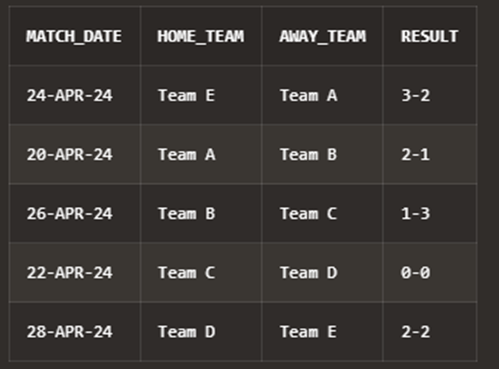 MATCH_DATE HOME_TEAM AWAY_TEAM RESULT
24-APR-24 Team E Team A 3-2
20-APR-24 Team A Team B 2-1
26-APR-24 Team B Team C 1-3
22-APR-24 Team C Team D 0-0
28-APR-24 Team D Team E 2-2